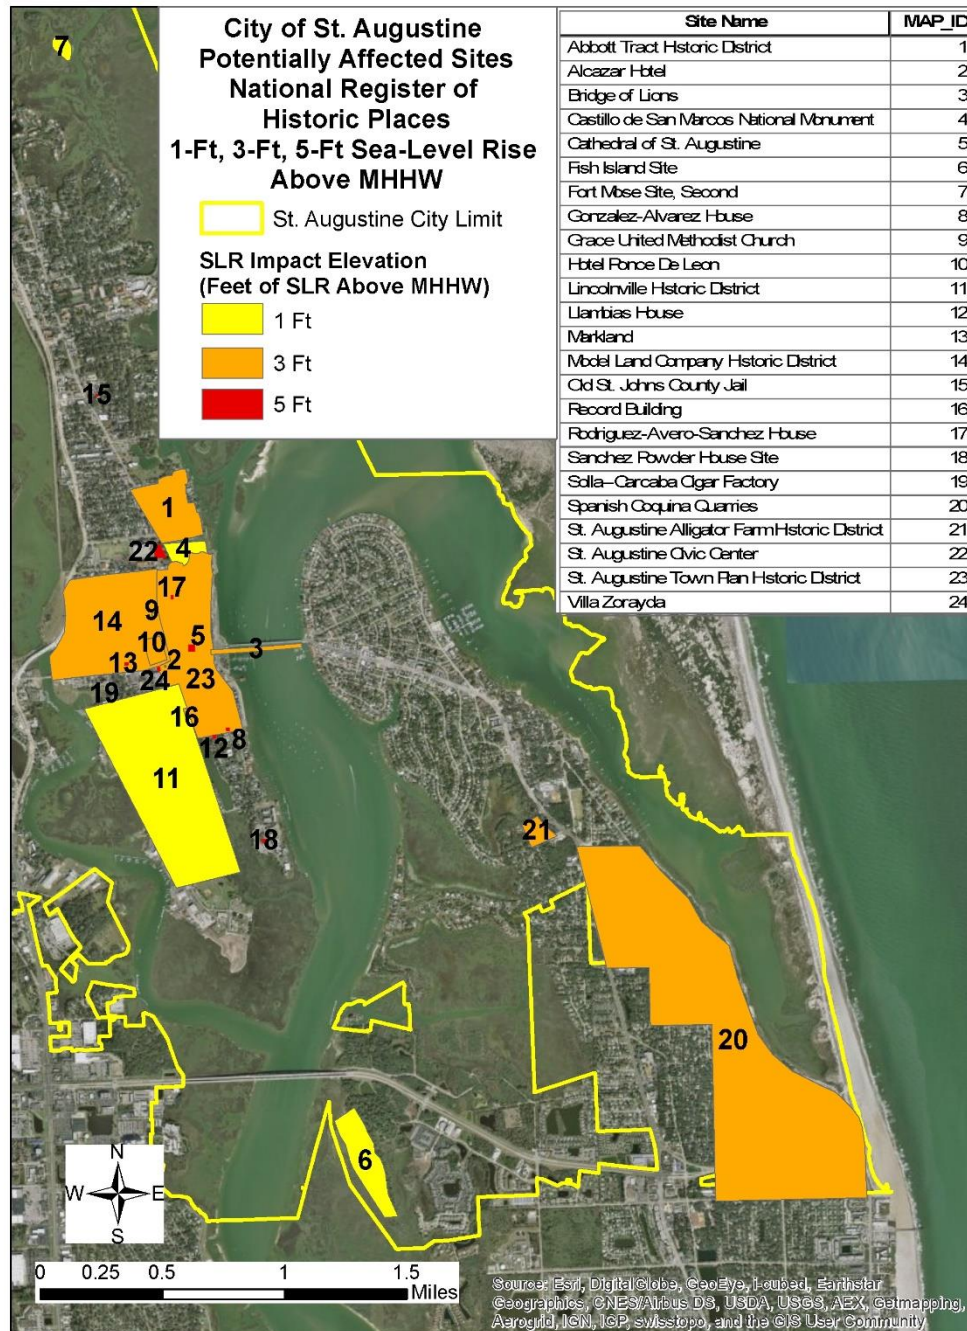 City of St. Augustine
Potentially Affected Sites
National Register of
Historic Places
1-Ft, 3-Ft, 5-Ft Sea-Level Rise
Above MHHW
St. Augustine City Limit
SLR Impact Elevation
(Feet of SLR Above MHHW)
1 Ft
3 Ft
5 Ft
Site Name MAP_ID
Abbott Tract Historic District 1
Alcazar Hotel 2
Bridge of Lions 3
Castillo de San Marcos National Monument 4
Cathedral of St. Augustine 5
Fish Island Site 6
Fort Mose Site, Second 7
Gonzalez-Alvarez House 8
Grace United Methodist Church 9
Hotel Ponce De Leon 10
Lincolnville Historic District 11
Llambias House 12
Markland 13
Model Land Company Historic District 14
Old St. Johns County Jail 15
Record Building 16
Rodriguez-Avero-Sanchez House 17
Sanchez Powder House Site 18
Solla-Carcaba Cigar Factory 19
Spanish Coquina Quarries 20
St. Augustine Alligator Farm Historic District 21
St. Augustine Civic Center 22
St. Augustine Town Plan Historic District 23
Villa Zorayda 24
7
15
1
22
4
17
9
14
5
10
3
2
13
24
23
19
16
12
8
11
18
21
20
6
N
W E
S
0 0.25 0.5 1 1.5
Miles
Source: Esri, DigitalGlobe, GeoEye, i-cubed, Earthstar
Geographics, CNES/Airbus DS, USDA, USGS, AEX, Getmapping,
Aerogrid, IGN, IGP, swisstopo, and the GIS User Community